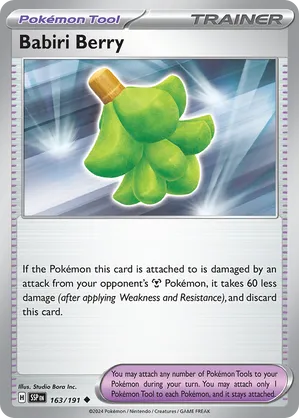 Pokémon Tool TRAINER
Babiri Berry
If the Pokémon this card is attached to is damaged by an
attack from your opponent's Pokémon, it takes 60 less
damage (after applying Weakness and Resistance), and discard
this card.
You may attach any number of Pokémon Tools to your
Pokémon during your turn. You may attach only 1
Pokémon Tool to each Pokémon, and it stays attached.
Illus. Studio Bora Inc.
H SSP EN 163/191
©2024 Pokémon / Nintendo / Creatures / GAME FREAK